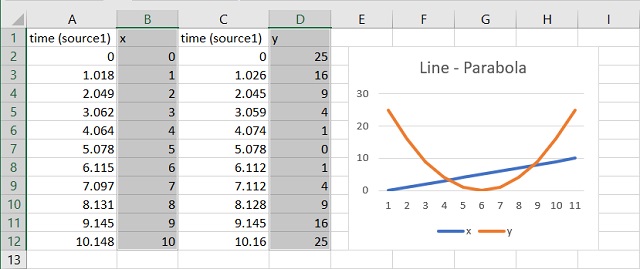 A B C D E F G H I
1 time (source1) x time (source1) y
2 0 0 0 25
3 1.018 1 1.026 16
4 2.049 2 2.045 9
5 3.062 3 3.059 4
6 4.064 4 4.074 1
7 5.078 5 5.078 0
8 6.115 6 6.112 1
9 7.097 7 7.112 4
10 8.131 8 8.128 9
11 9.145 9 9.145 16
12 10.148 10 10.16 25
13
Line - Parabola
30
20
10
0
1 2 3 4 5 6 7 8 9 10 11
x y